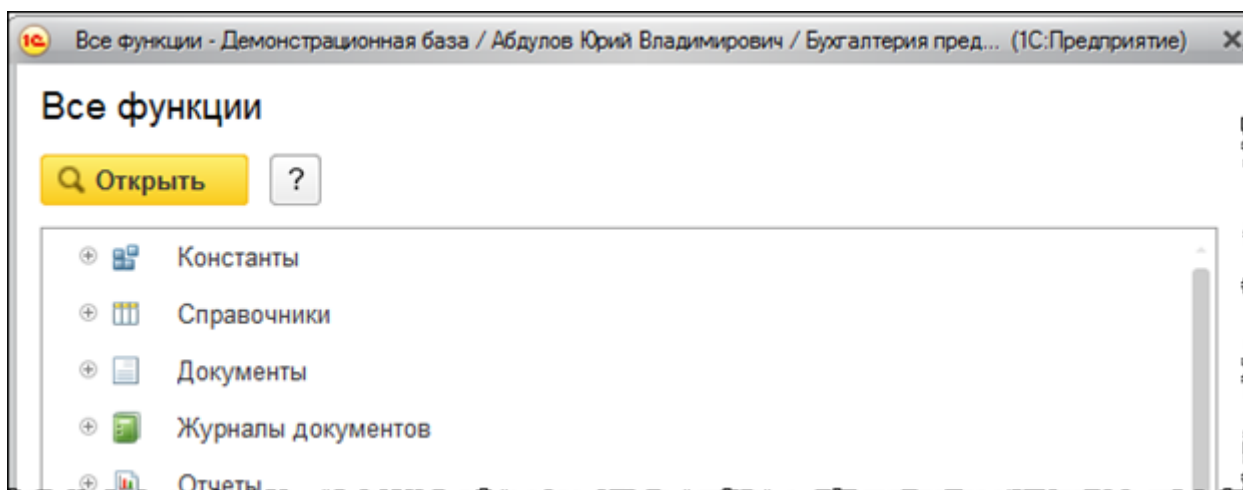 1С Все функции - Демонстрационная база / Абдулов Юрий Владимирович / Бухгалтерия пред... (1С:Предприятие)
Все функции
Открыть ?
Константы
Справочники
Документы
Журналы документов
Отчеты